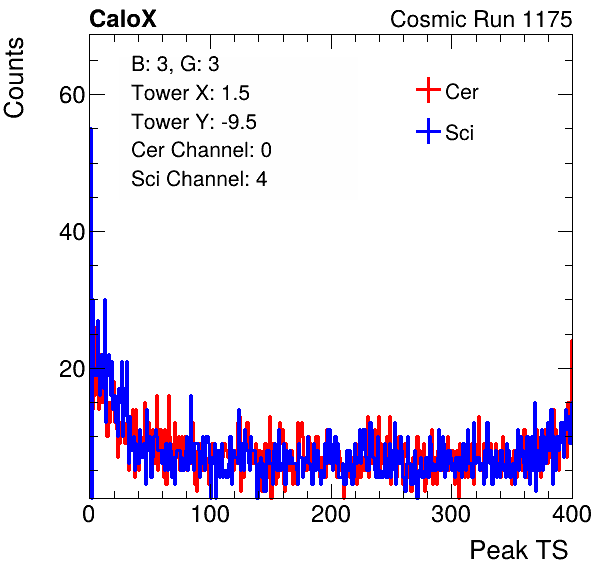 CaloX
Cosmic Run 1175
Counts
B: 3, G: 3
Tower X: 1.5
Tower Y: -9.5
Cer Channel: 0
Sci Channel: 4
Cer
Sci
60
40
20
0
100
200
300
400
Peak TS